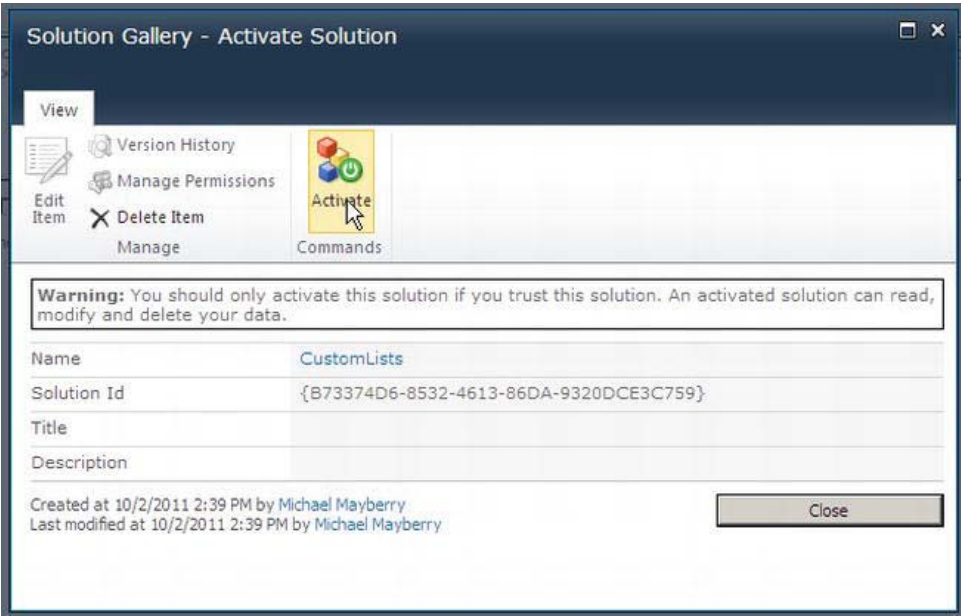 Solution Gallery - Activate Solution
View
Edit
Item
Version History
Manage Permissions
Delete Item
Manage
Activate
Commands
Warning: You should only activate this solution if you trust this solution. An activated solution can read,
modify and delete your data.
Name CustomLists
Solution Id {B73374D6-8532-4613-86DA-9320DCE3C759}
Title
Description
Created at 10/2/2011 2:39 PM by Michael Mayberry
Last modified at 10/2/2011 2:39 PM by Michael Mayberry
Close